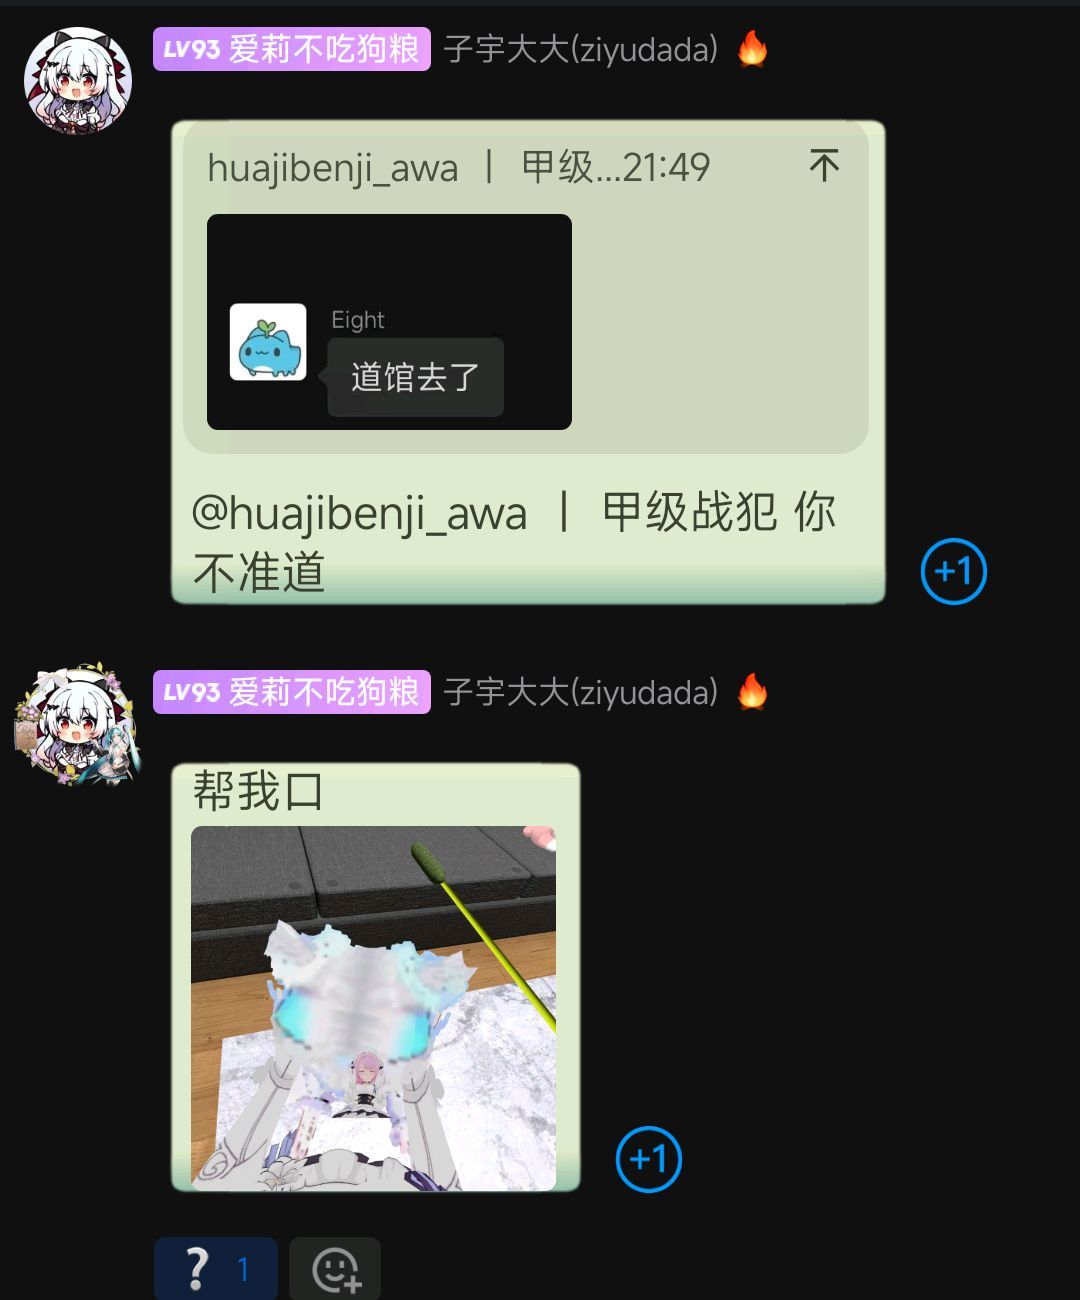 LV93 爱莉不吃狗粮 子宇大大(ziyudada) 🔥
huajibenji_awa | 甲级...21:49
Eight
道馆去了
@huajibenji_awa | 甲级战犯 你
不准道
+1
LV93 爱莉不吃狗粮 子宇大大(ziyudada) 🔥
帮我口
+1
❔ 1